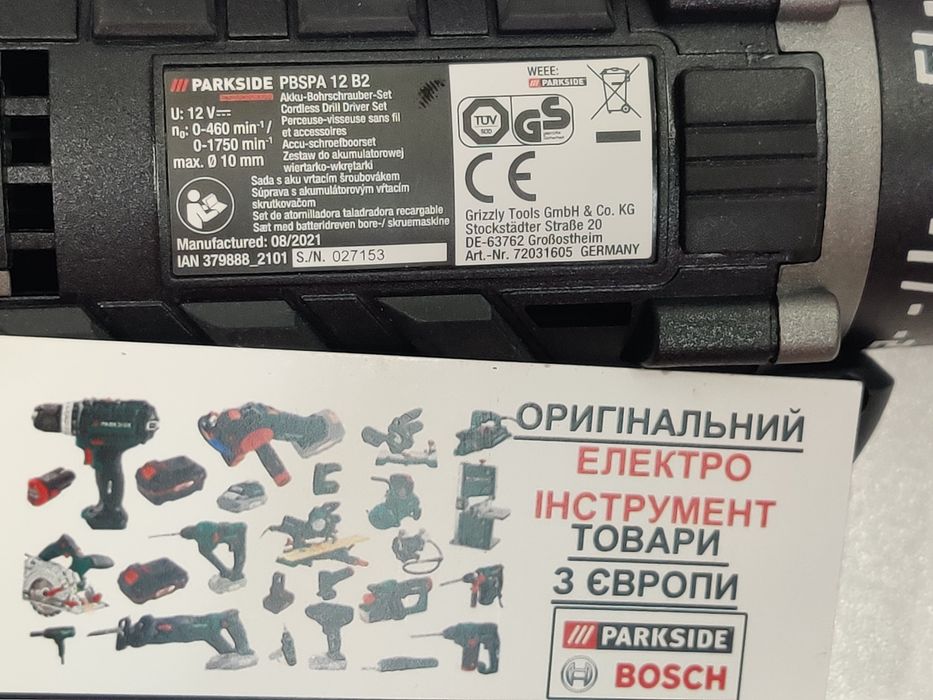 PARKSIDE PBSPA 12 B2
Akku-Bohrschrauber-Set
Cordless Drill Driver Set
Perceuse-visseuse sans fil
et accessoires
Accu-schroefboorset
Zestaw do akumulatorowej
wiertarko-wkrętarki
Sada s aku vrtacím šroubovákem
Súprava s akumulátorovým vŕtacím
skrutkovačom
Set de atornilladora taladradora recargable
Sæt med batteridreven bore-/ skruemaskine
U: 12 V
n₀: 0-460 min⁻¹ /
0-1750 min⁻¹
max. Ø 10 mm
Manufactured: 08/2021
IAN 379888_2101 S./N. 027153
WEEE:
PARKSIDE
TÜV
SÜD
GS
CE
Grizzly Tools GmbH & Co. KG
Stockstädter Straße 20
DE-63762 Großostheim
Art.-Nr. 72031605 GERMANY
ОРИГІНАЛЬНИЙ
ЕЛЕКТРО
ІНСТРУМЕНТ
ТОВАРИ
З ЄВРОПИ
PARKSIDE
BOSCH